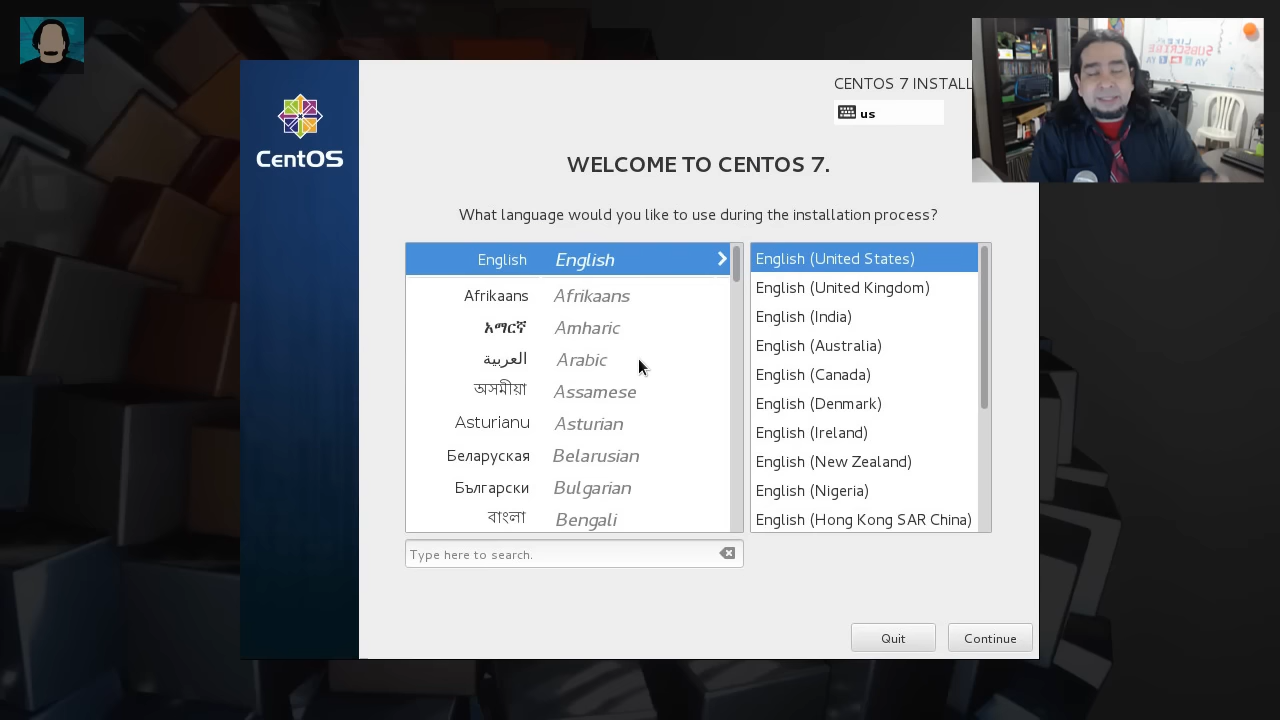 CENTOS 7 INSTALL
us
CentOS
WELCOME TO CENTOS 7.
What language would you like to use during the installation process?
English English
Afrikaans Afrikaans
አማርኛ Amharic
العربية Arabic
অসমীয়া Assamese
Asturianu Asturian
Беларуская Belarusian
Български Bulgarian
বাংলা Bengali
English (United States)
English (United Kingdom)
English (India)
English (Australia)
English (Canada)
English (Denmark)
English (Ireland)
English (New Zealand)
English (Nigeria)
English (Hong Kong SAR China)
Type here to search.
Quit
Continue
SUBSCRIBE
YA
YA